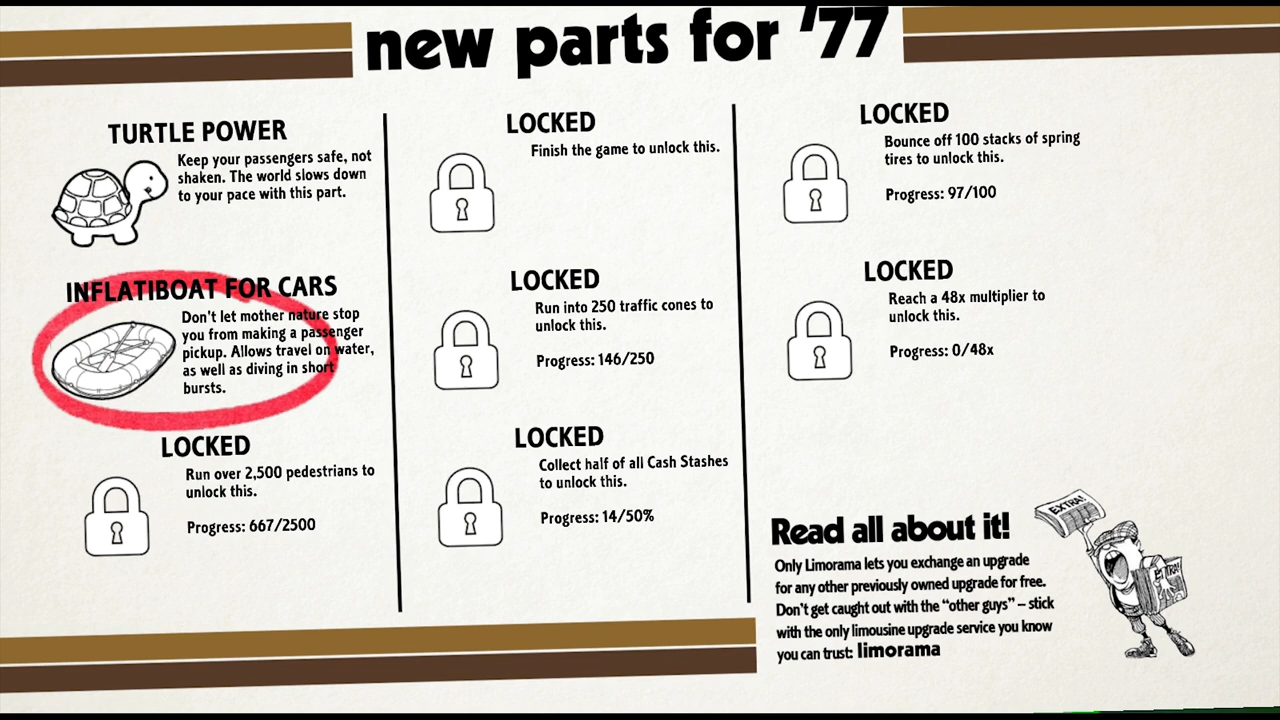 new parts for '77
TURTLE POWER
Keep your passengers safe, not
shaken. The world slows down
to your pace with this part.
INFLATIBOAT FOR CARS
Don't let mother nature stop
you from making a passenger
pickup. Allows travel on water,
as well as diving in short
bursts.
LOCKED
Run over 2,500 pedestrians to
unlock this.
Progress: 667/2500
LOCKED
Finish the game to unlock this.
LOCKED
Run into 250 traffic cones to
unlock this.
Progress: 146/250
LOCKED
Collect half of all Cash Stashes
to unlock this.
Progress: 14/50%
LOCKED
Bounce off 100 stacks of spring
tires to unlock this.
Progress: 97/100
LOCKED
Reach a 48x multiplier to
unlock this.
Progress: 0/48x
Read all about it!
Only Limorama lets you exchange an upgrade
for any other previously owned upgrade for free.
Don't get caught out with the “other guys” – stick
with the only limousine upgrade service you know
you can trust: limorama
EXTRA!
EXTRA!